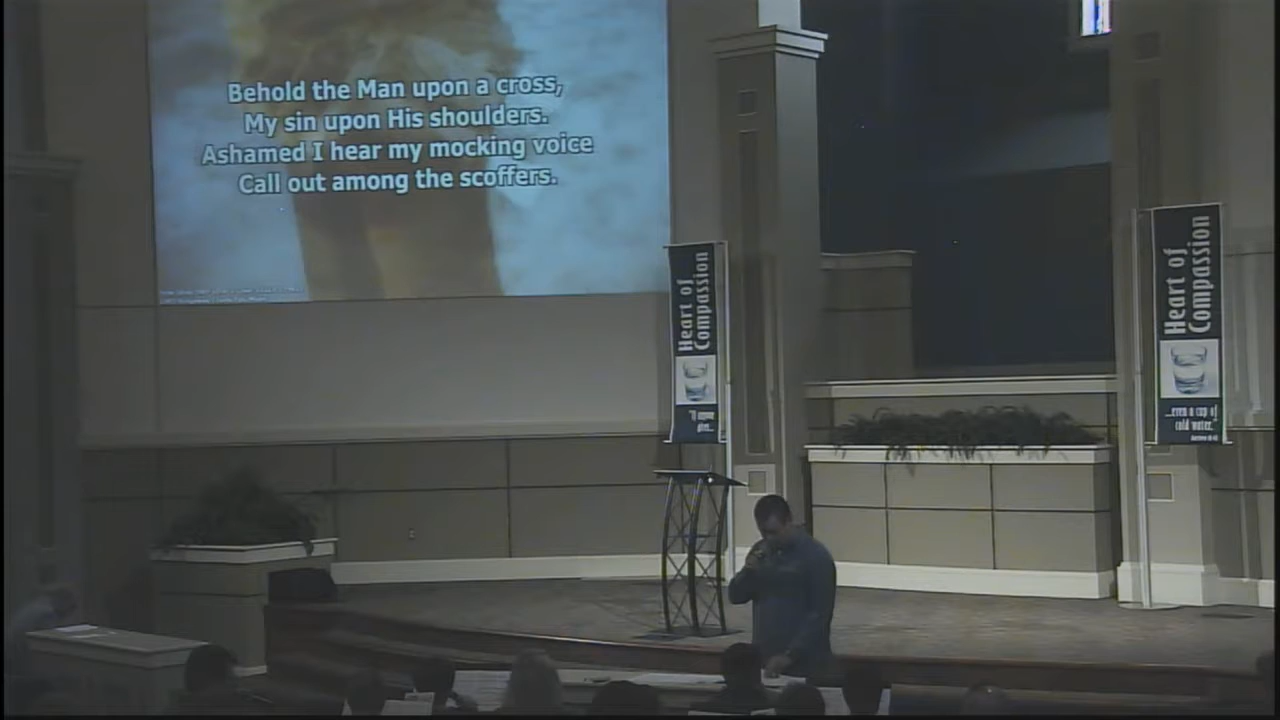 Behold the Man upon a cross,
My sin upon His shoulders.
Ashamed I hear my mocking voice
Call out among the scoffers.
Heart of
Compassion
Heart of
Compassion
...even a cup of
cold water."